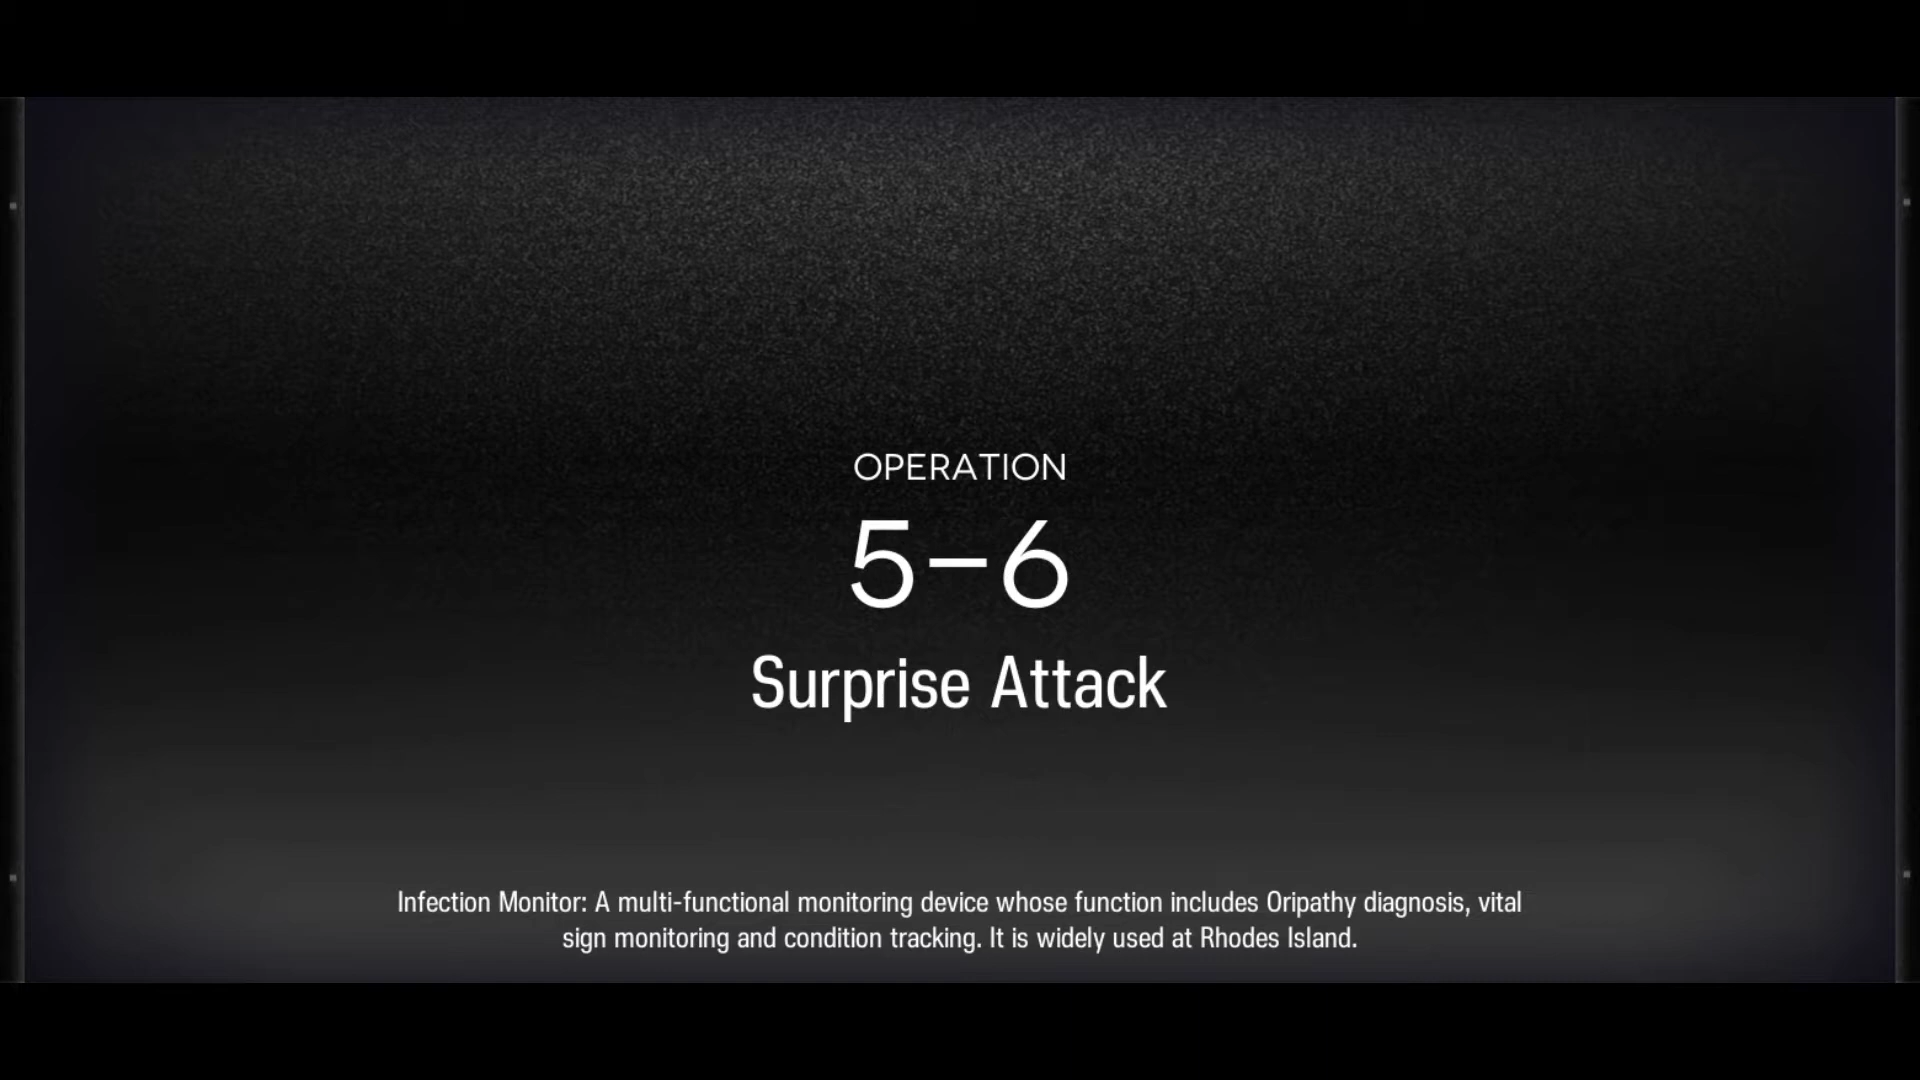 OPERATION
5-6
Surprise Attack
Infection Monitor: A multi-functional monitoring device whose function includes Oripathy diagnosis, vital
sign monitoring and condition tracking. It is widely used at Rhodes Island.